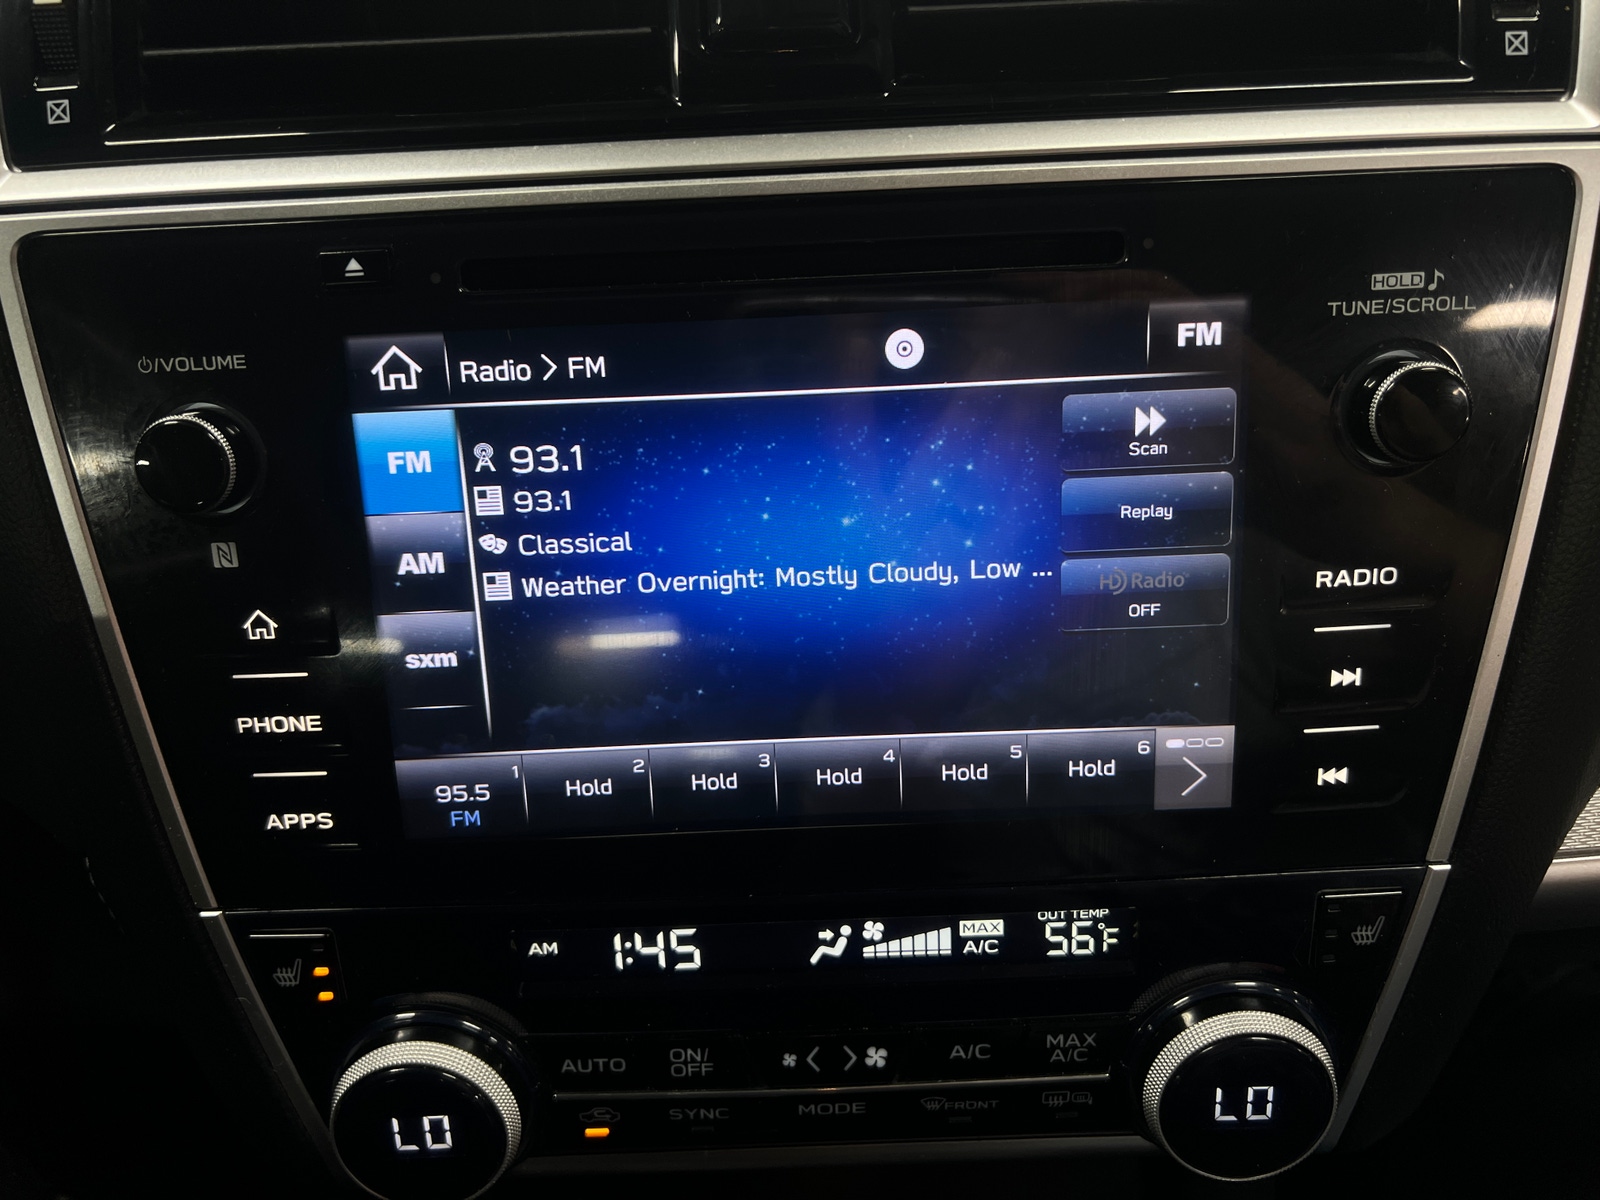 HOLD
TUNE/SCROLL
/VOLUME
Radio > FM
FM
FM
93.1
93.1
Classical
Weather Overnight: Mostly Cloudy, Low ...
AM
sxm
Scan
Replay
HD Radio
OFF
RADIO
PHONE
APPS
1
95.5
FM
2
Hold
3
Hold
4
Hold
5
Hold
6
Hold
AM 1:45
MAX
A/C
OUT TEMP
56°F
AUTO
ON/
OFF
A/C
MAX
A/C
SYNC
MODE
FRONT
LO
LO